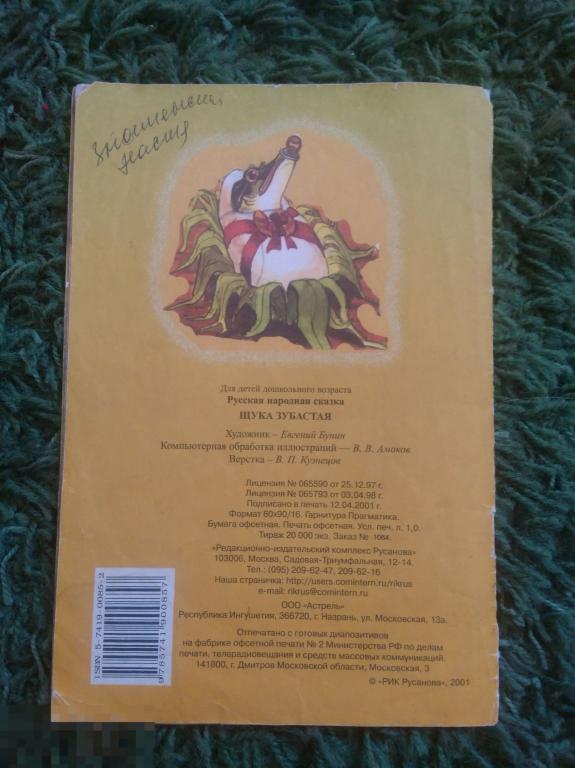 настя
Для детей дошкольного возраста
Русская народная сказка
ЩУКА ЗУБАСТАЯ
Художник – Евгений Бунин
Компьютерная обработка иллюстраций — В. В. Амоков
Верстка – В. П. Кузнецов
Лицензия № 065590 от 25.12.97 г.
Лицензия № 065793 от 03.04.98 г.
Подписано в печать 12.04.2001 г.
Формат 60x90/16. Гарнитура Прагматика.
Бумага офсетная. Печать офсетная. Усл. печ. л. 1,0.
Тираж 20 000 экз. Заказ № 1064.
«Редакционно-издательский комплекс Русанова»
103006, Москва, Садовая-Триумфальная, 12-14.
Тел.: (095) 209-62-47, 209-62-16
Наша страничка: http://users.comintern.ru/rikrus
e-mail: rikrus@comintern.ru
ООО «Астрель»
Республика Ингушетия, 366720, г. Назрань, ул. Московская, 13а.
Отпечатано с готовых диапозитивов
на фабрике офсетной печати № 2 Министерства РФ по делам
печати, телерадиовещания и средств массовых коммуникаций.
141800, г. Дмитров Московской области, Московская, 3
© «РИК Русанова», 2001
ISBN 5-7419-0085-2
9785741900857